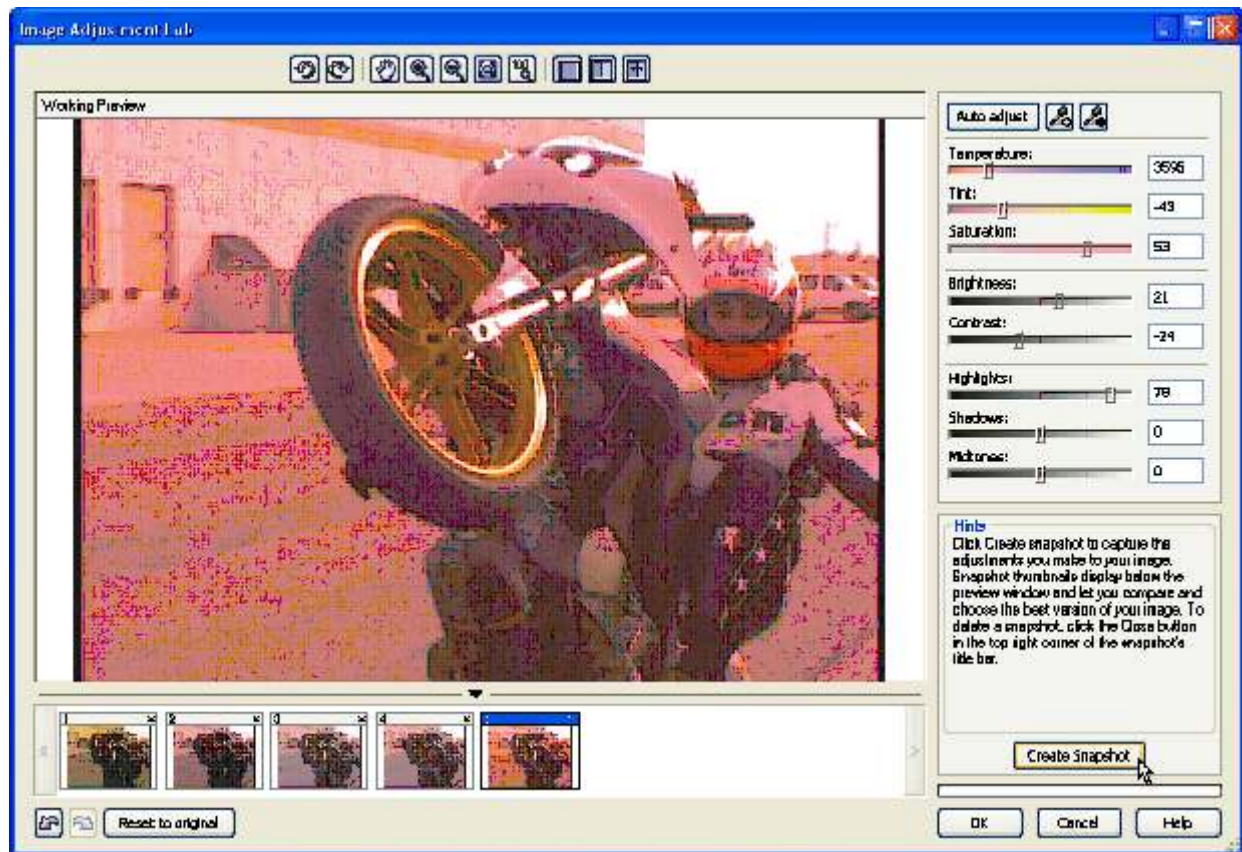 Image Adjustment Lab
100
Working Preview
Auto adjust
Temperature:
3595
Tint:
-43
Saturation:
53
Brightness:
21
Contrast:
-24
Highlights:
78
Shadows:
0
Midtones:
0
Hints
Click Create snapshot to capture the
adjustments you make to your image.
Snapshot thumbnails display below the
preview window and let you compare and
choose the best version of your image. To
delete a snapshot, click the Close button
in the top right corner of the snapshot's
title bar.
1
2
3
4
Create Snapshot
Reset to original
OK
Cancel
Help